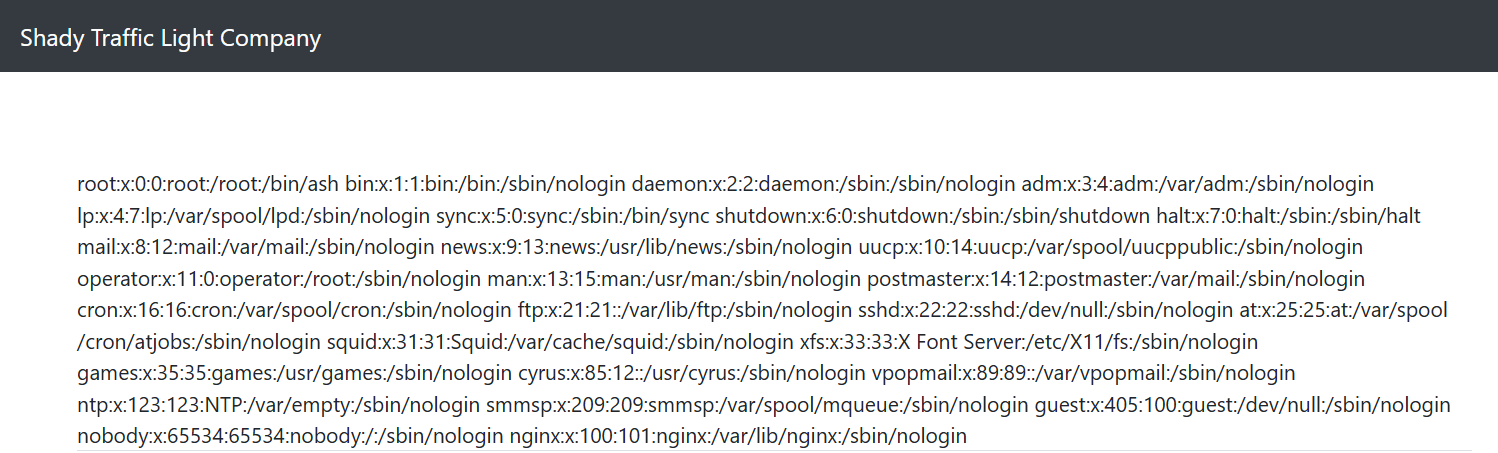 Shady Traffic Light Company
root:x:0:0:root:/root:/bin/ash bin:x:1:1:bin:/bin:/sbin/nologin daemon:x:2:2:daemon:/sbin:/sbin/nologin adm:x:3:4:adm:/var/adm:/sbin/nologin
lp:x:4:7:lp:/var/spool/lpd:/sbin/nologin sync:x:5:0:sync:/sbin:/bin/sync shutdown:x:6:0:shutdown:/sbin:/sbin/shutdown halt:x:7:0:halt:/sbin:/sbin/halt
mail:x:8:12:mail:/var/mail:/sbin/nologin news:x:9:13:news:/usr/lib/news:/sbin/nologin uucp:x:10:14:uucp:/var/spool/uucppublic:/sbin/nologin
operator:x:11:0:operator:/root:/sbin/nologin man:x:13:15:man:/usr/man:/sbin/nologin postmaster:x:14:12:postmaster:/var/mail:/sbin/nologin
cron:x:16:16:cron:/var/spool/cron:/sbin/nologin ftp:x:21:21::/var/lib/ftp:/sbin/nologin sshd:x:22:22:sshd:/dev/null:/sbin/nologin at:x:25:25:at:/var/spool
/cron/atjobs:/sbin/nologin squid:x:31:31:Squid:/var/cache/squid:/sbin/nologin xfs:x:33:33:X Font Server:/etc/X11/fs:/sbin/nologin
games:x:35:35:games:/usr/games:/sbin/nologin cyrus:x:85:12::/usr/cyrus:/sbin/nologin vpopmail:x:89:89::/var/vpopmail:/sbin/nologin
ntp:x:123:123:NTP:/var/empty:/sbin/nologin smmsp:x:209:209:smmsp:/var/spool/mqueue:/sbin/nologin guest:x:405:100:guest:/dev/null:/sbin/nologin
nobody:x:65534:65534:nobody:/:/sbin/nologin nginx:x:100:101:nginx:/var/lib/nginx:/sbin/nologin